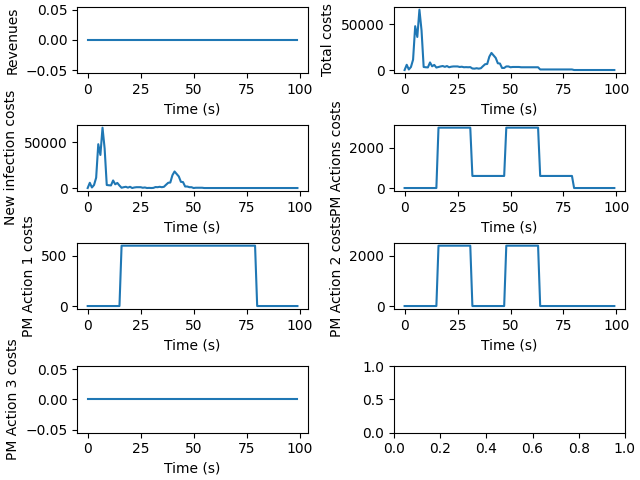 Revenues
0.05
0.00
−0.05
0 25 50 75 100
Time (s)
Total costs
50000
0
0 25 50 75 100
Time (s)
New infection costs
50000
0
0 25 50 75 100
Time (s)
PM Actions costs
2000
0
0 25 50 75 100
Time (s)
PM Action 1 costs
500
0
0 25 50 75 100
Time (s)
PM Action 2 costs
2000
0
0 25 50 75 100
Time (s)
PM Action 3 costs
0.05
0.00
−0.05
0 25 50 75 100
Time (s)
1.0
0.5
0.0
0.0 0.2 0.4 0.6 0.8 1.0